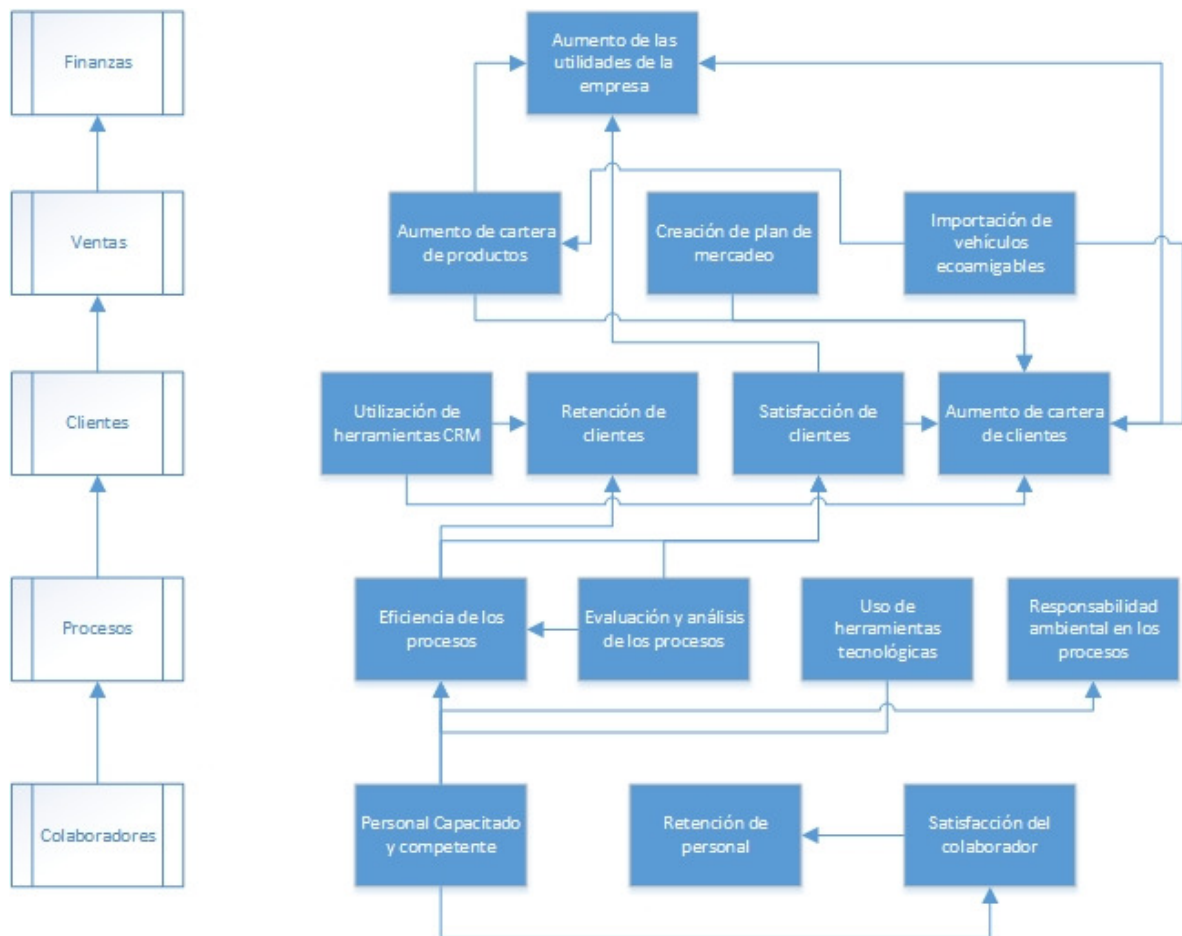 Finanzas
Aumento de las
utilidades de la
empresa
Ventas
Aumento de cartera
de productos
Creación de plan de
mercadeo
Importación de
vehículos
ecoamigables
Clientes
Utilización de
herramientas CRM
Retención de
clientes
Satisfacción de
clientes
Aumento de cartera
de clientes
Procesos
Eficiencia de los
procesos
Evaluación y análisis
de los procesos
Uso de
herramientas
tecnológicas
Responsabilidad
ambiental en los
procesos
Colaboradores
Personal Capacitado
y competente
Retención de
personal
Satisfacción del
colaborador